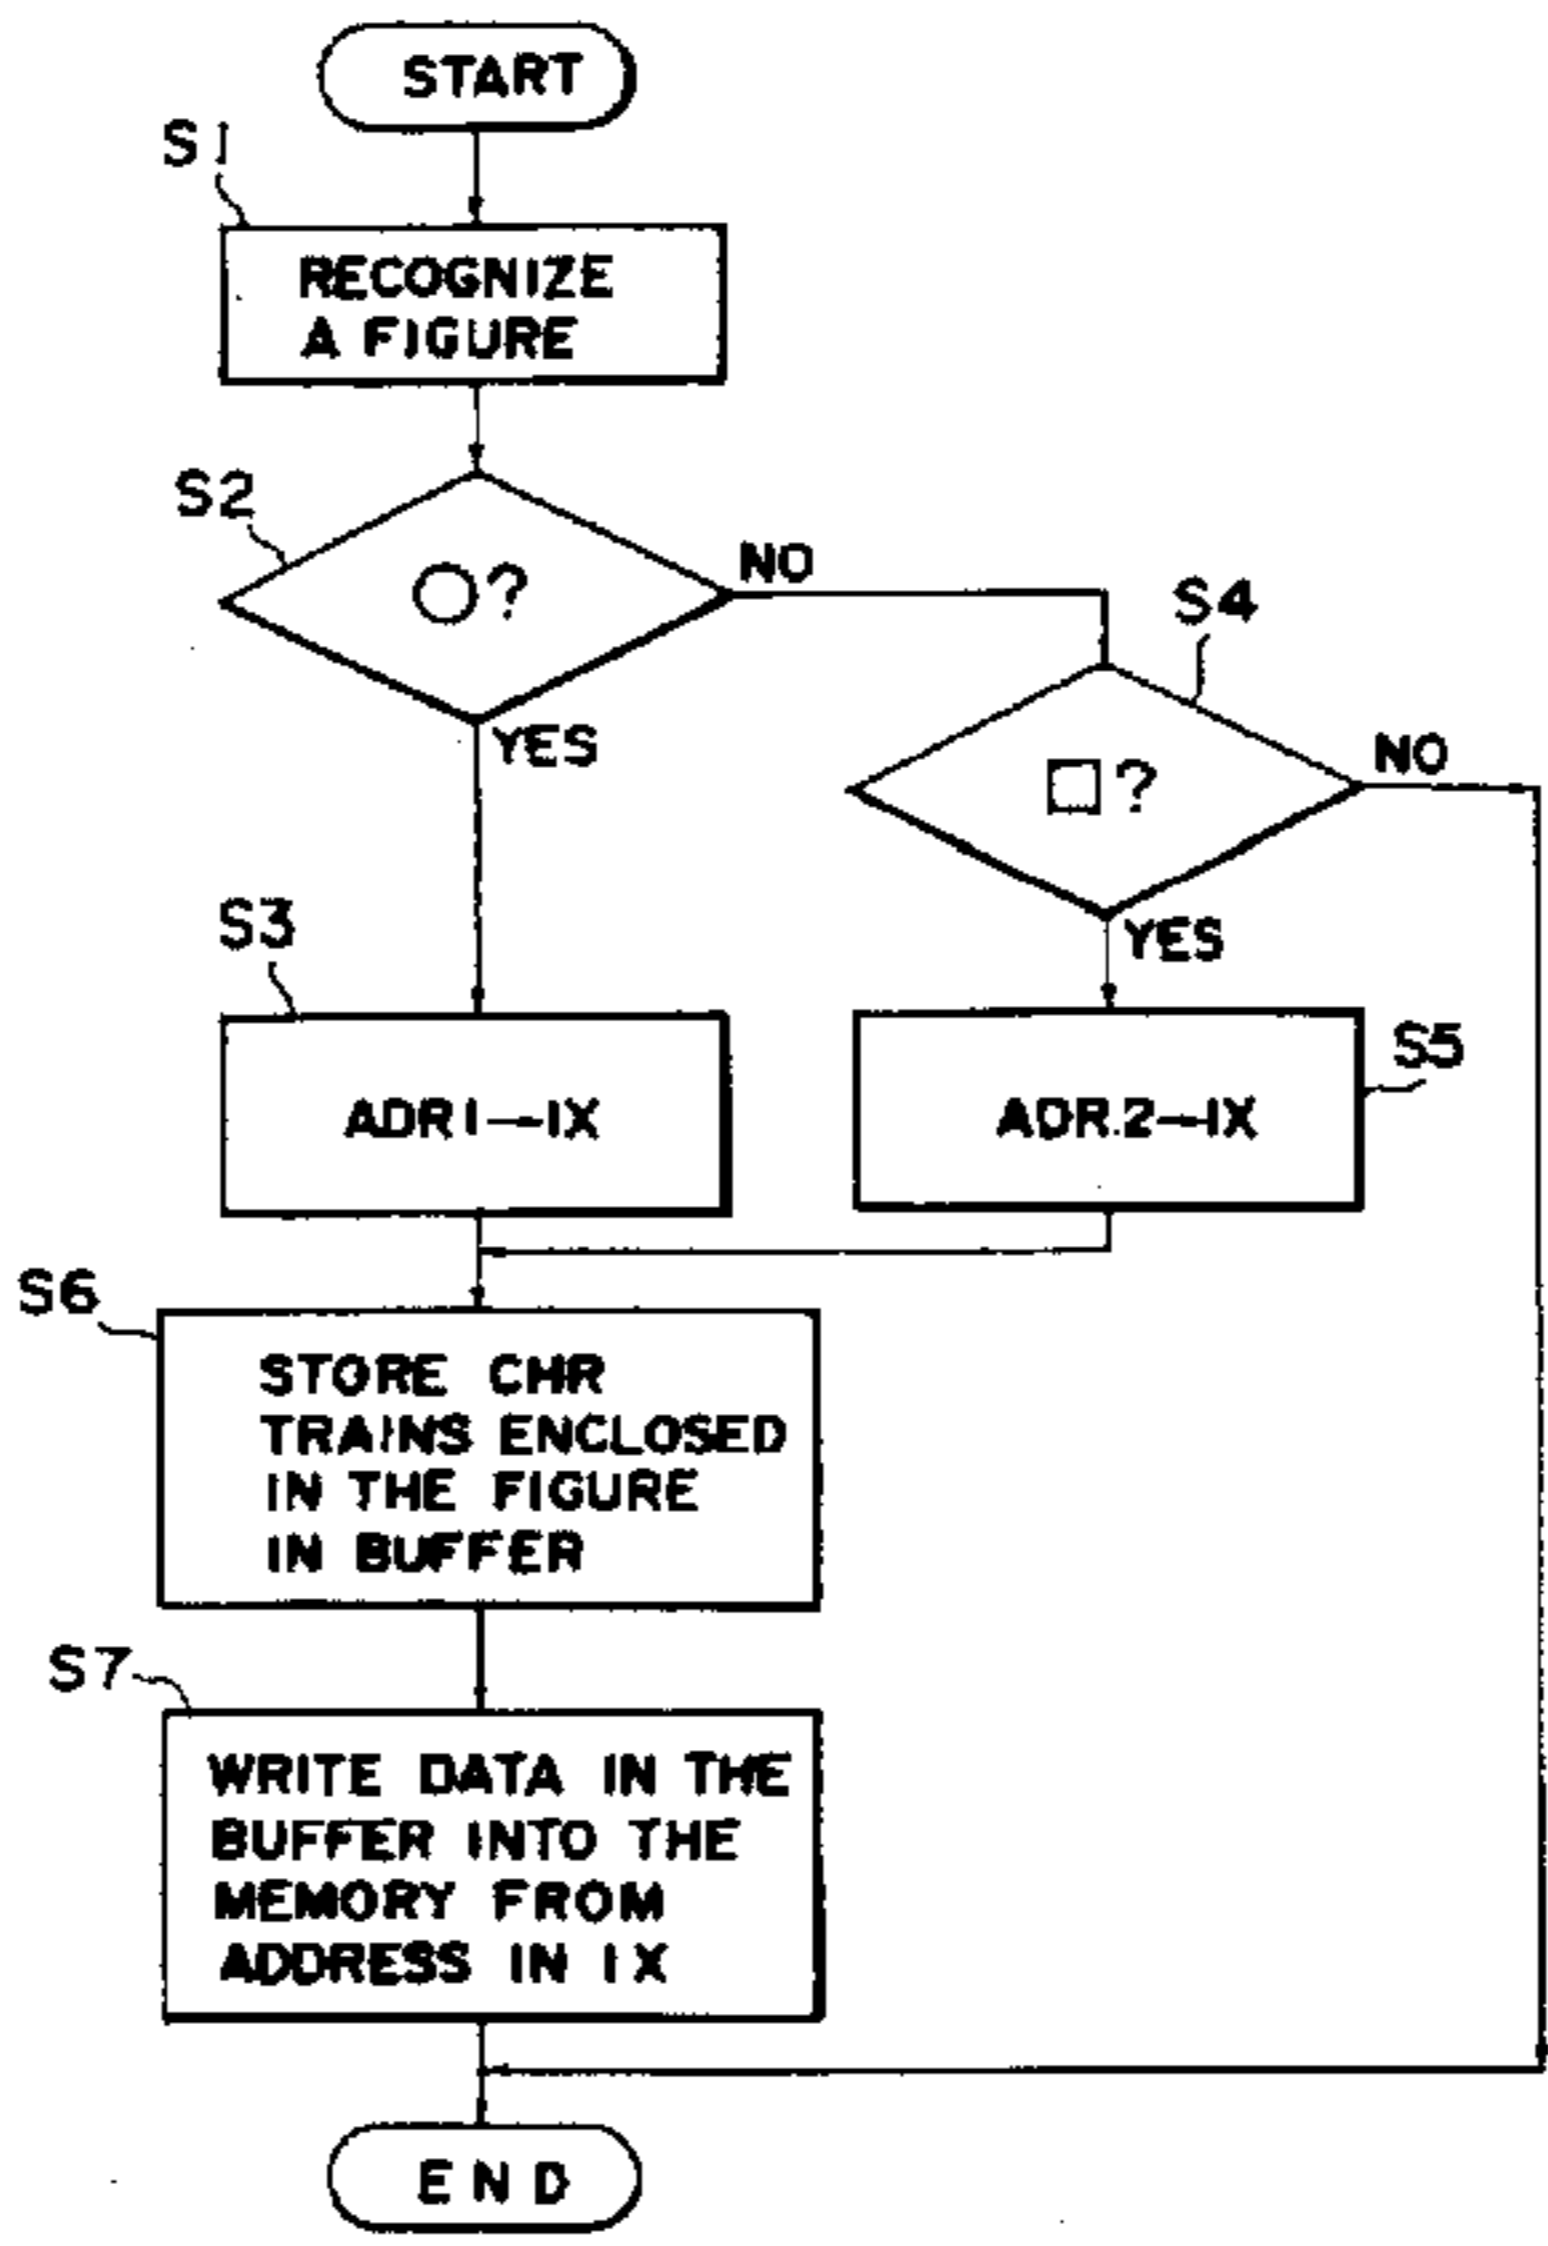 START
S1
RECOGNIZE
A FIGURE
S2
○?
NO
YES
S4
□?
NO
YES
S3
ADR1→IX
ADR.2→IX
S5
S6
STORE CHR
TRAINS ENCLOSED
IN THE FIGURE
IN BUFFER
S7
WRITE DATA IN THE
BUFFER INTO THE
MEMORY FROM
ADDRESS IN IX
END